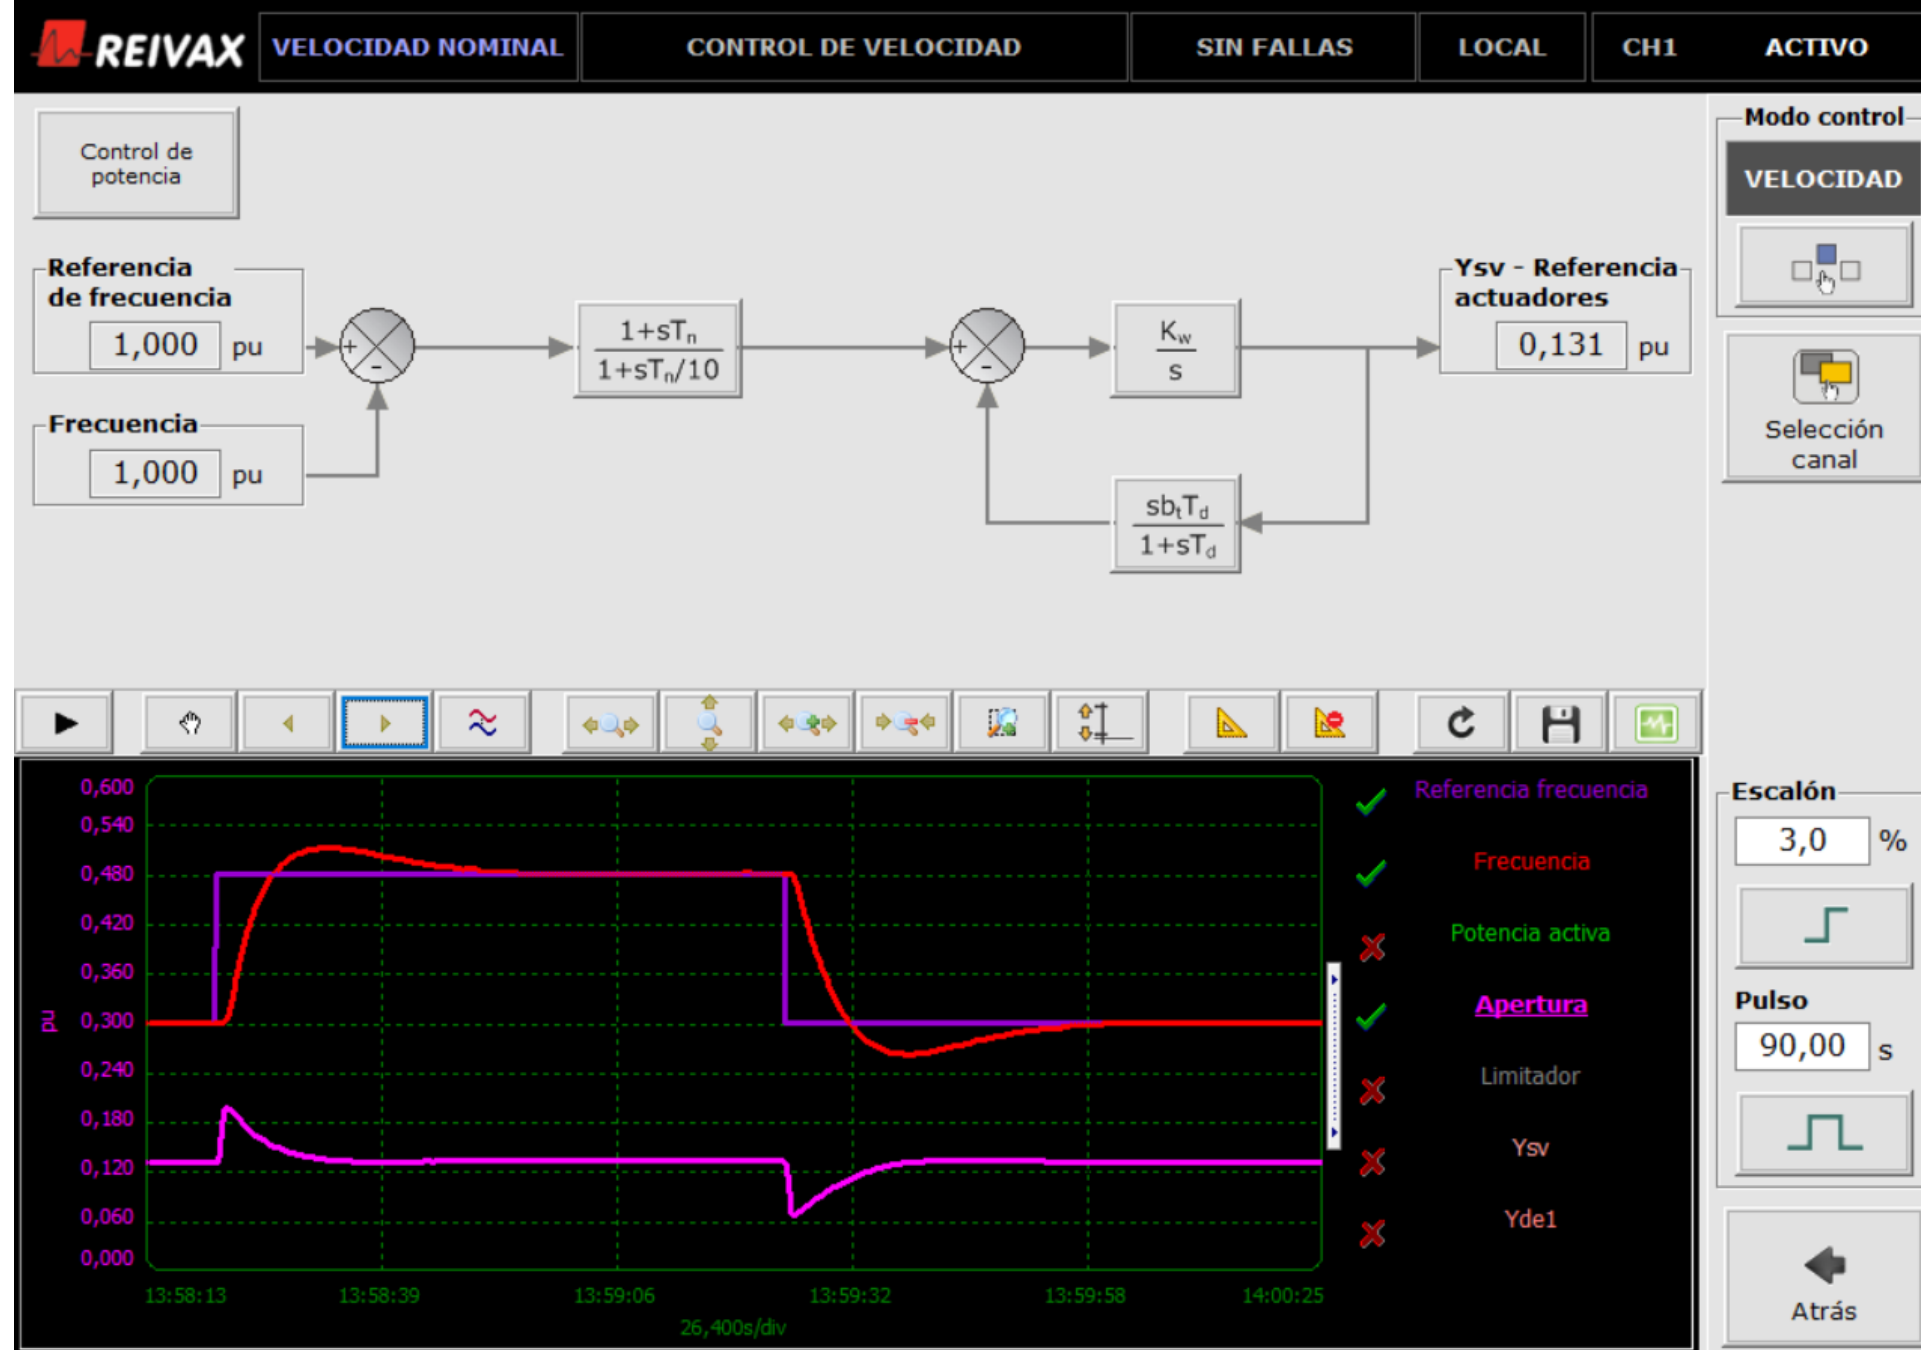 REIVAX VELOCIDAD NOMINAL CONTROL DE VELOCIDAD SIN FALLAS LOCAL CH1 ACTIVO
Control de
potencia
Modo control
VELOCIDAD
Referencia
de frecuencia
1,000 pu
+
-
1+sTn
1+sTn/10
+
-
Kw
s
Ysv - Referencia
actuadores
0,131 pu
Frecuencia
1,000 pu
sbtTd
1+sTd
Selección
canal
0,600
0,540
0,480
0,420
0,360
0,300
0,240
0,180
0,120
0,060
0,000
pu
13:58:13 13:58:39 13:59:06 13:59:32 13:59:58 14:00:25
26,400s/div
Referencia frecuencia
Frecuencia
Potencia activa
Apertura
Limitador
Ysv
Yde1
Escalón
3,0 %
Pulso
90,00 s
Atrás